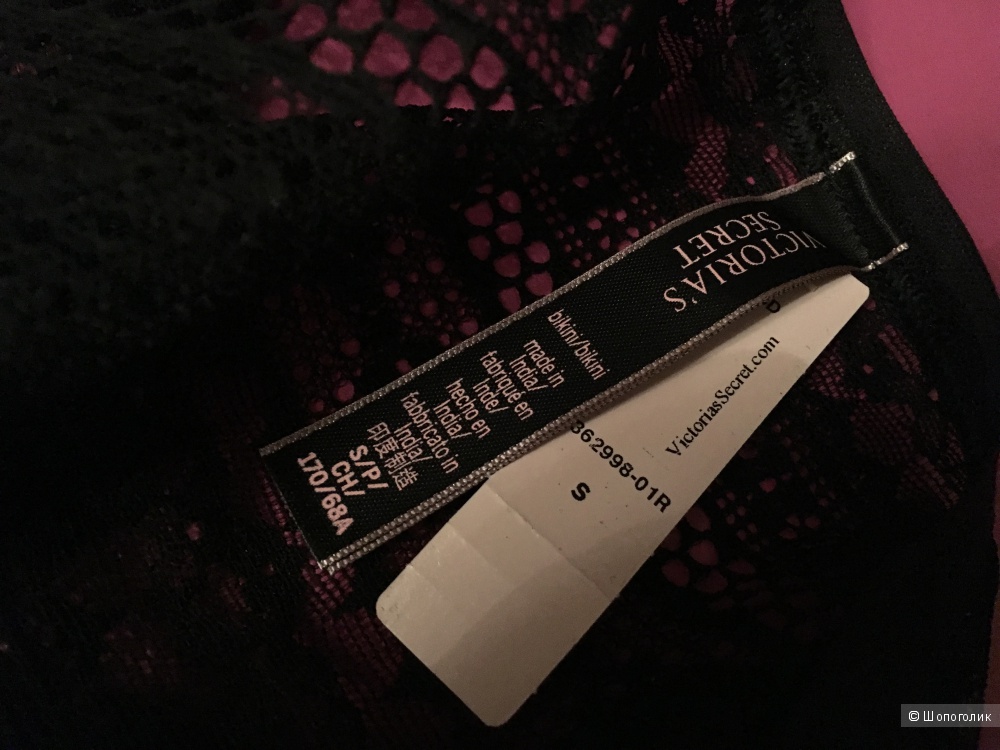 VICTORIA'S
SECRET
bikini/bikini
made in
India/
fabriqué en
Inde/
hecho en
India/
fabbricato in
India/
印度制造
S/P/
CH/
170/68A
D
VictoriasSecret.com
362998-01R
S
© Шопоголик